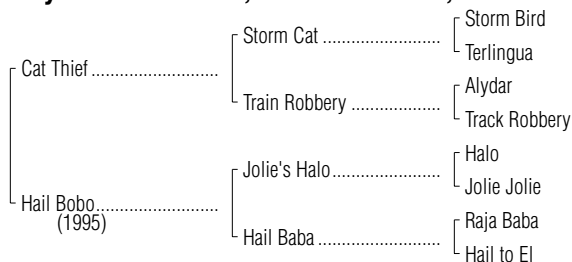 Storm Bird
Storm Cat ........................
Terlingua
Cat Thief ..........................
Alydar
Train Robbery ..................
Track Robbery
Halo
Jolie's Halo......................
Jolie Jolie
Hail Bobo.........................
(1995)
Raja Baba
Hail Baba .........................
Hail to El